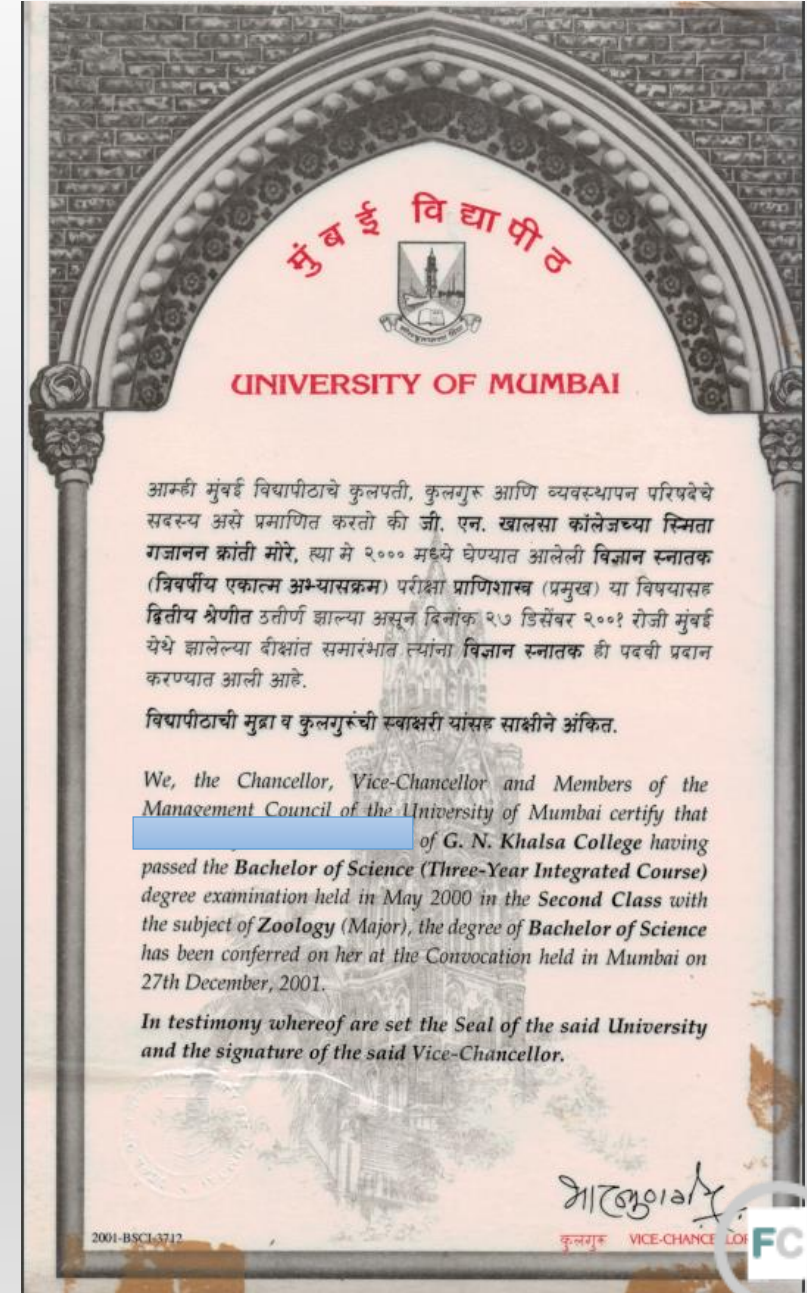 मुंबई विद्यापीठ
UNIVERSITY OF MUMBAI
आम्ही मुंबई विद्यापीठाचे कुलपती, कुलगुरू आणि व्यवस्थापन परिषदेचे
सदस्य असे प्रमाणित करतो की जी. एन. खालसा कॉलेजच्या स्मिता
गजानन क्रांती मोरे, ह्या मे २००० मध्ये घेण्यात आलेली विज्ञान स्नातक
(त्रिवर्षीय एकात्म अभ्यासक्रम) परीक्षा प्राणिशास्त्र (प्रमुख) या विषयासह
द्वितीय श्रेणीत उत्तीर्ण झाल्या असून दिनांक २७ डिसेंबर २००१ रोजी मुंबई
येथे झालेल्या दीक्षांत समारंभात त्यांना विज्ञान स्नातक ही पदवी प्रदान
करण्यात आली आहे.
विद्यापीठाची मुद्रा व कुलगुरूंची स्वाक्षरी यांसह साक्षीने अंकित.
We, the Chancellor, Vice-Chancellor and Members of the
Management Council of the University of Mumbai certify that
of G. N. Khalsa College having
passed the Bachelor of Science (Three-Year Integrated Course)
degree examination held in May 2000 in the Second Class with
the subject of Zoology (Major), the degree of Bachelor of Science
has been conferred on her at the Convocation held in Mumbai on
27th December, 2001.
In testimony whereof are set the Seal of the said University
and the signature of the said Vice-Chancellor.
2001-BSCI-3712
कुलगुरू VICE-CHANCELLOR
FC